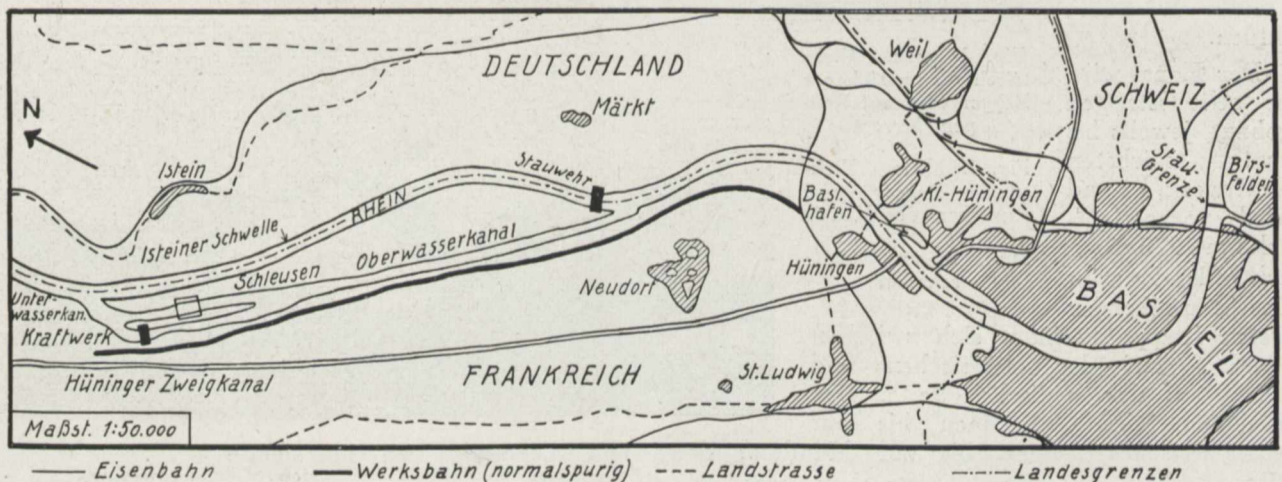 DEUTSCHLAND
Weil
SCHWEIZ
Märkt
N
Istein
Stauwehr
Stau-
Grenze
Birs-
felden
Kl.-Hüningen
Basl.
hafen
RHEIN
Isteiner Schwelle
Oberwasserkanal
Schleusen
Hüningen
Neudorf
Unter-
wasserkan.
Kraftwerk
BASEL
Hüninger Zweigkanal
FRANKREICH
St.Ludwig
Maßst. 1:50.000
Eisenbahn
Werksbahn (normalspurig)
Landstrasse
Landesgrenzen